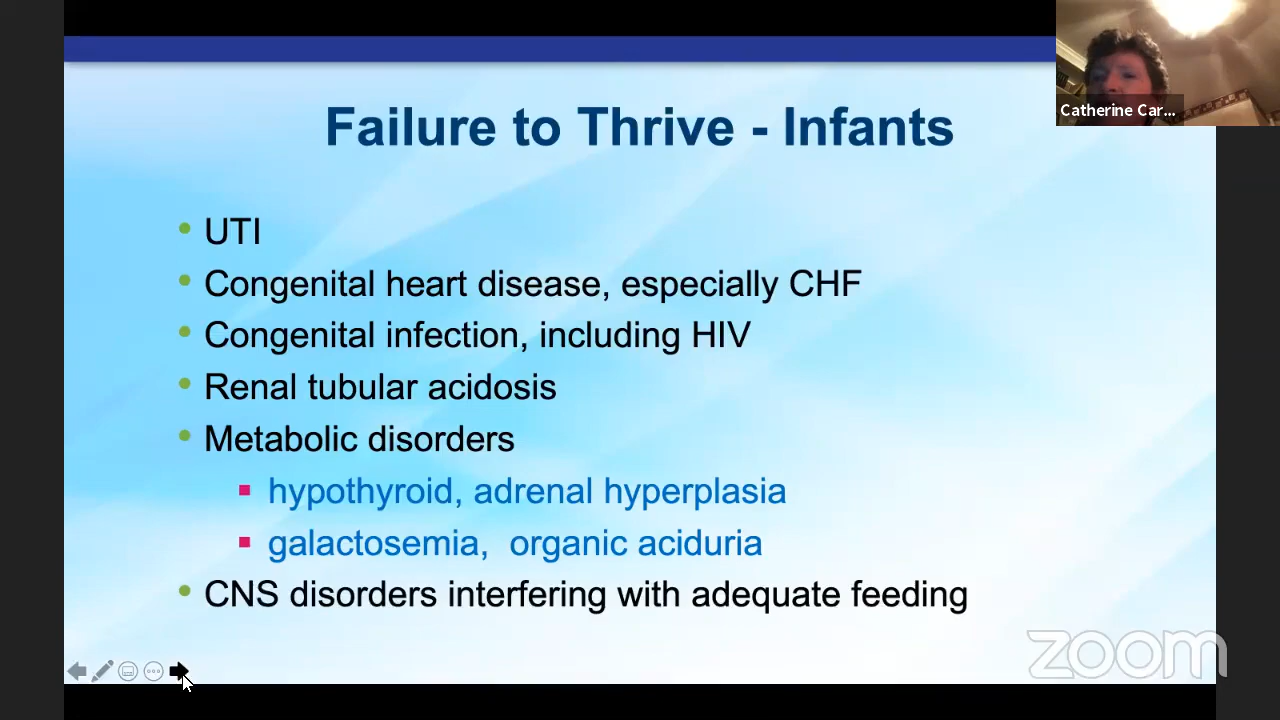 Failure to Thrive - Infants
Catherine Car...
UTI
Congenital heart disease, especially CHF
Congenital infection, including HIV
Renal tubular acidosis
Metabolic disorders
hypothyroid, adrenal hyperplasia
galactosemia, organic aciduria
CNS disorders interfering with adequate feeding
zoom